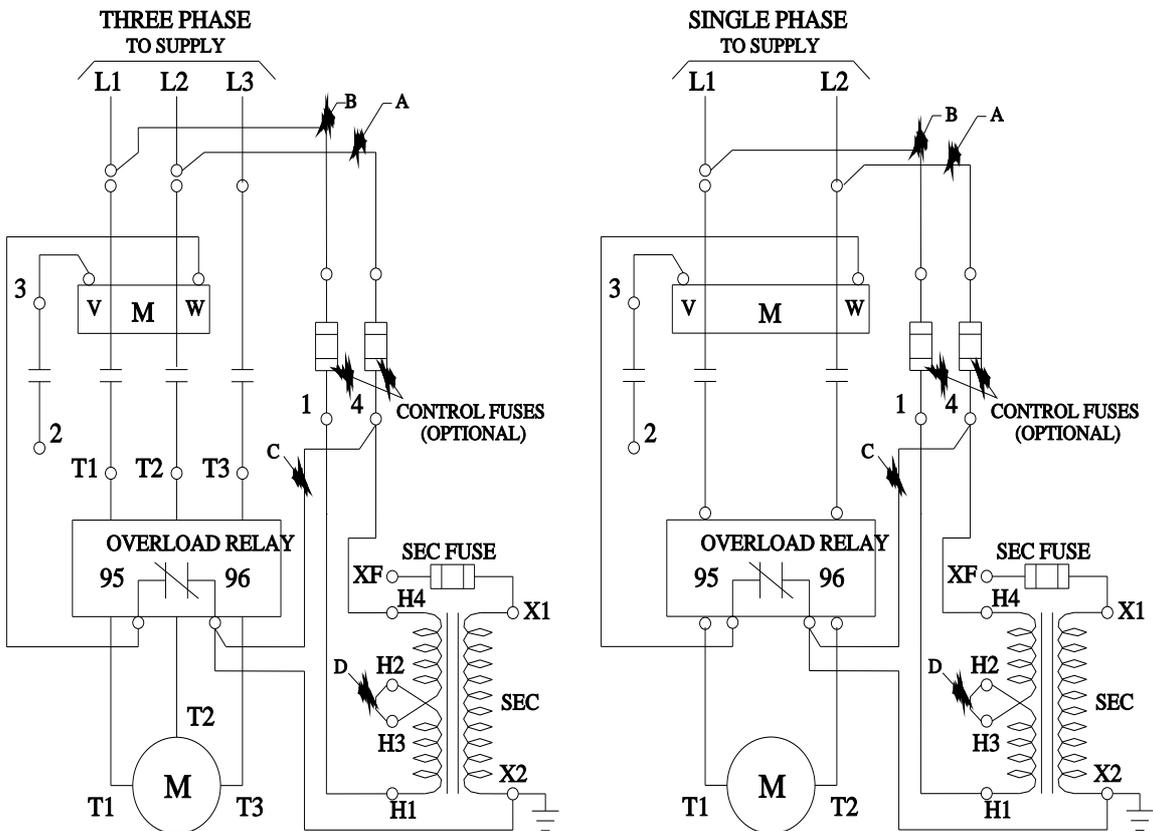 THREE PHASE
TO SUPPLY
L1 L2 L3
B A
3
V M W
1 4
CONTROL FUSES
(OPTIONAL)
2
C
T1 T2 T3
OVERLOAD RELAY
95 96
SEC FUSE
XF
H4 X1
D H2
SEC
H3
T2
X2
T1 M T3
H1
SINGLE PHASE
TO SUPPLY
L1 L2
B A
3
V M W
1 4
CONTROL FUSES
(OPTIONAL)
2
C
OVERLOAD RELAY
95 96
SEC FUSE
XF
H4 X1
D H2
SEC
H3
X2
T1 M T2
H1